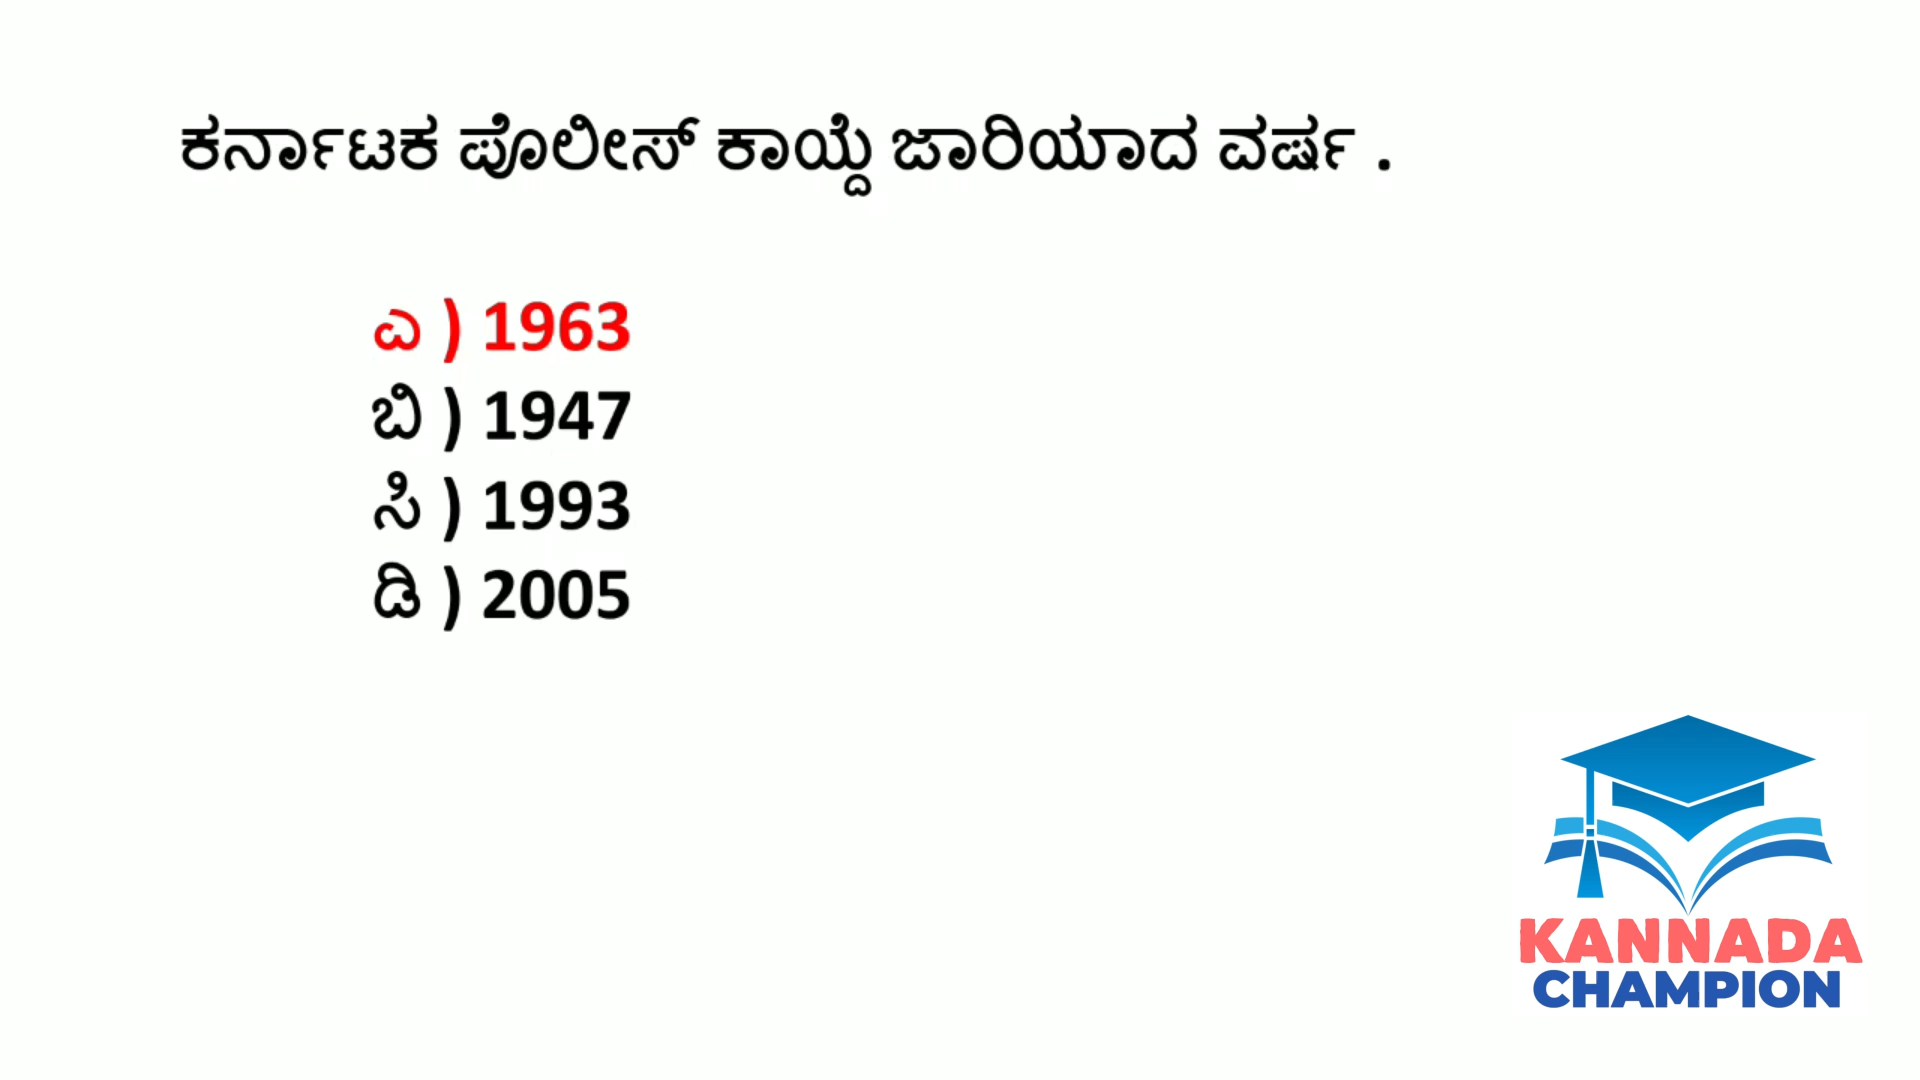 ಕರ್ನಾಟಕ ಪೊಲೀಸ್ ಕಾಯ್ದೆ ಜಾರಿಯಾದ ವರ್ಷ .
ಎ ) 1963
ಬಿ ) 1947
ಸಿ ) 1993
ಡಿ ) 2005
KANNADA
CHAMPION